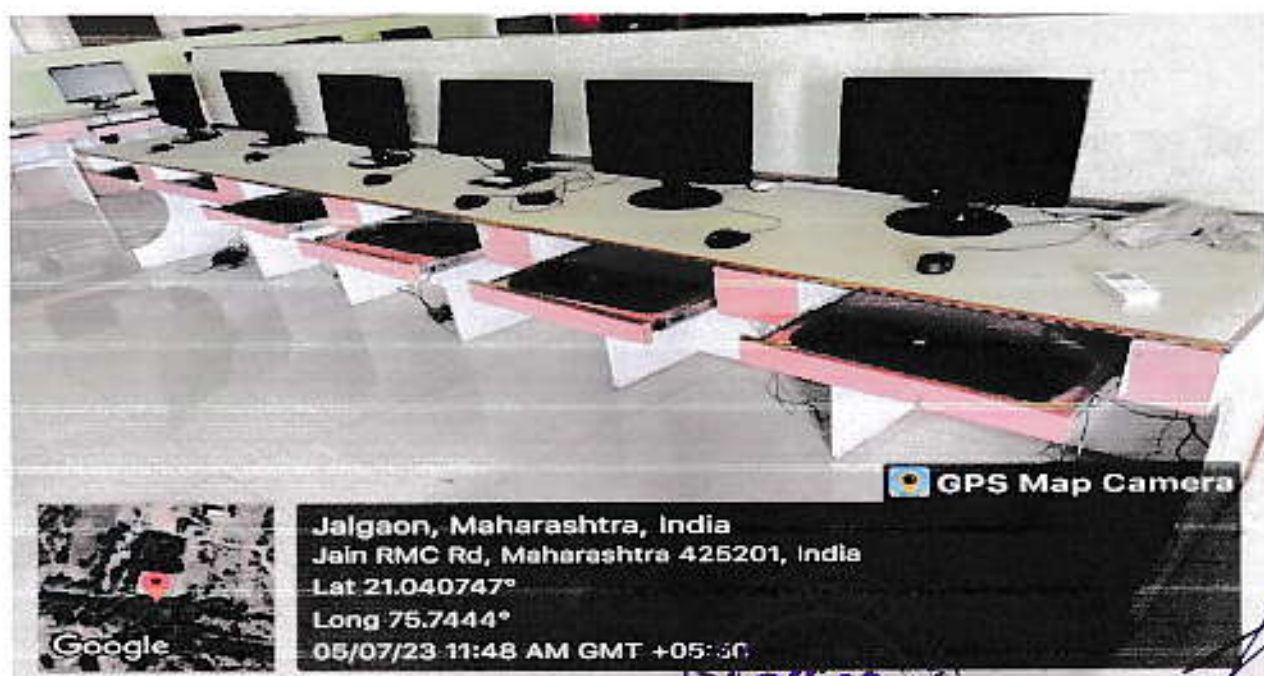 GPS Map Camera
Jalgaon, Maharashtra, India
Jain RMC Rd, Maharashtra 425201, India
Lat 21.040747°
Long 75.7444°
05/07/23 11:48 AM GMT +05:30
Google